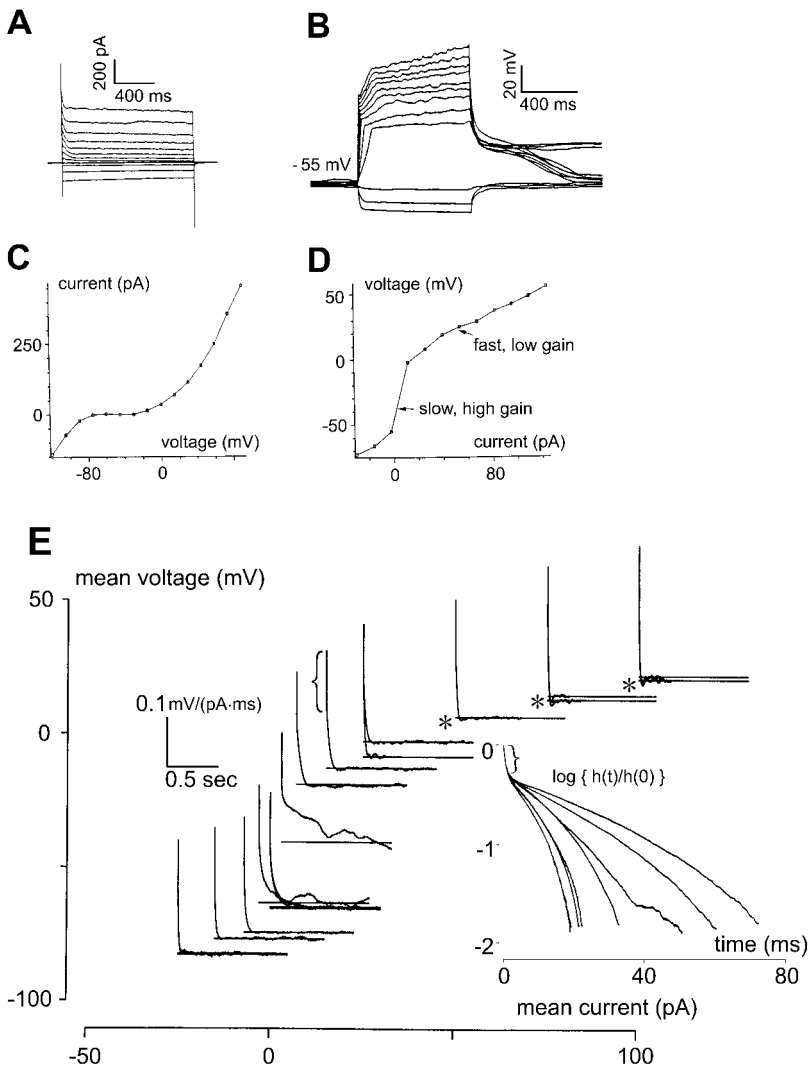 A
200 pA
400 ms
B
20 mV
400 ms
- 55 mV
C
current (pA)
250
0
voltage (mV)
-80
0
D
voltage (mV)
50
0
-50
fast, low gain
slow, high gain
current (pA)
0
80
E
mean voltage (mV)
50
0
-100
0.1 mV/(pA·ms)
0.5 sec
*
*
*
0
log { h(t)/h(0) }
-1
-2
time (ms)
0
40
80
mean current (pA)
-50
0
100